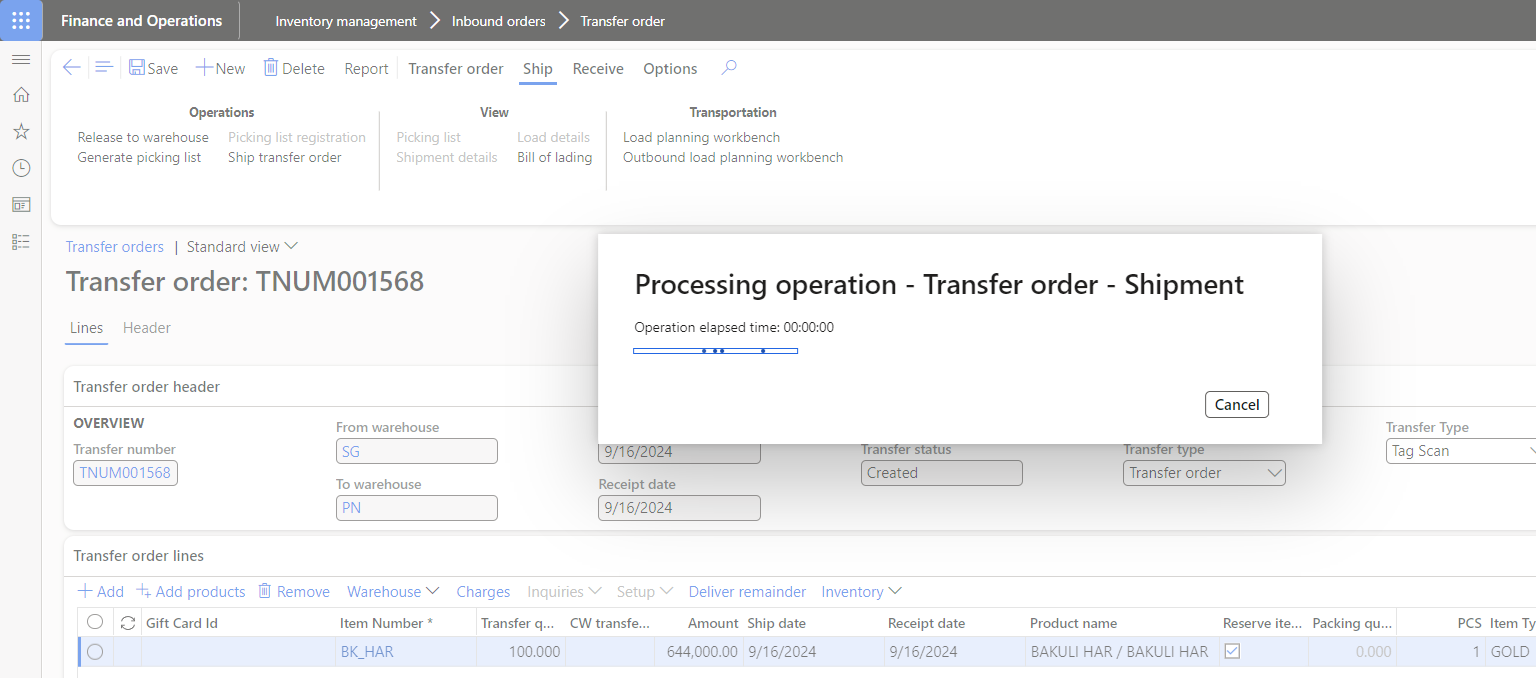 Finance and Operations
Inventory management > Inbound orders > Transfer order
Save New Delete Report Transfer order Ship Receive Options
Operations View Transportation
Release to warehouse Picking list registration Picking list Load details Load planning workbench
Generate picking list Ship transfer order Shipment details Bill of lading Outbound load planning workbench
Transfer orders | Standard view
Transfer order: TNUM001568
Processing operation - Transfer order - Shipment
Operation elapsed time: 00:00:00
Cancel
Lines Header
Transfer order header
OVERVIEW
Transfer number
TNUM001568
From warehouse
SG
To warehouse
PN
9/16/2024
Receipt date
9/16/2024
Transfer status
Created
Transfer type
Transfer order
Transfer Type
Tag Scan
Transfer order lines
Add Add products Remove Warehouse Charges Inquiries Setup Deliver remainder Inventory
Gift Card Id Item Number * Transfer q... CW transfe... Amount Ship date Receipt date Product name Reserve ite... Packing qu... PCS Item Ty
BK_HAR 100.000 644,000.00 9/16/2024 9/16/2024 BAKULI HAR / BAKULI HAR 0.000 1 GOLD